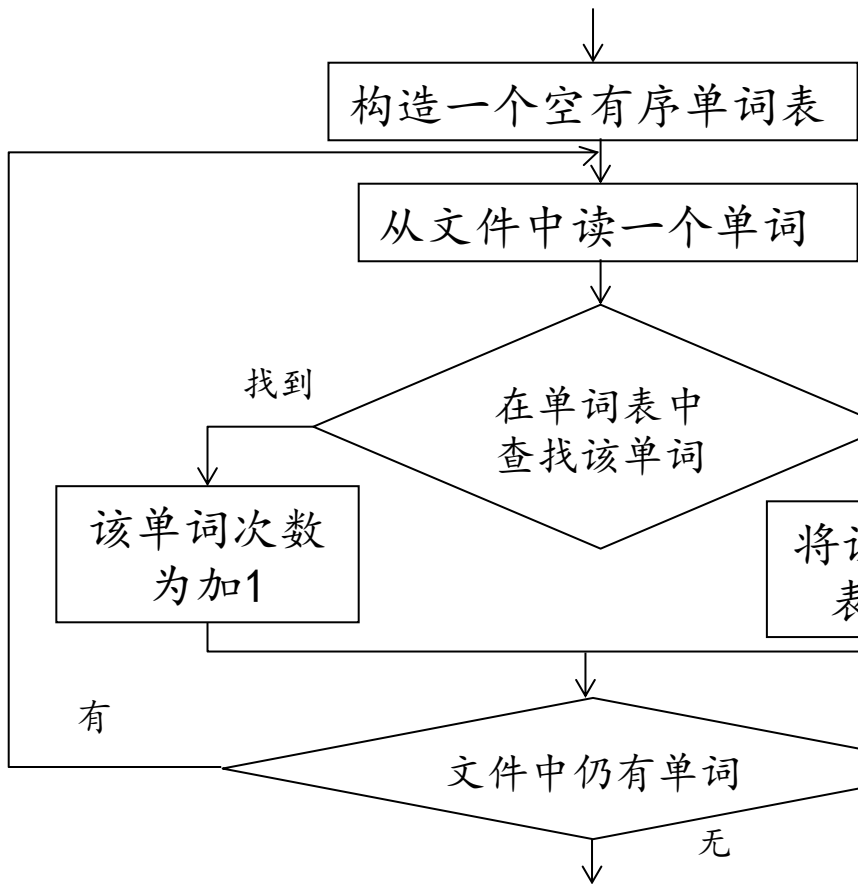 构造一个空有序单词表
从文件中读一个单词
找到
在单词表中
查找该单词
该单词次数
为加1
将
表
有
文件中仍有单词
无